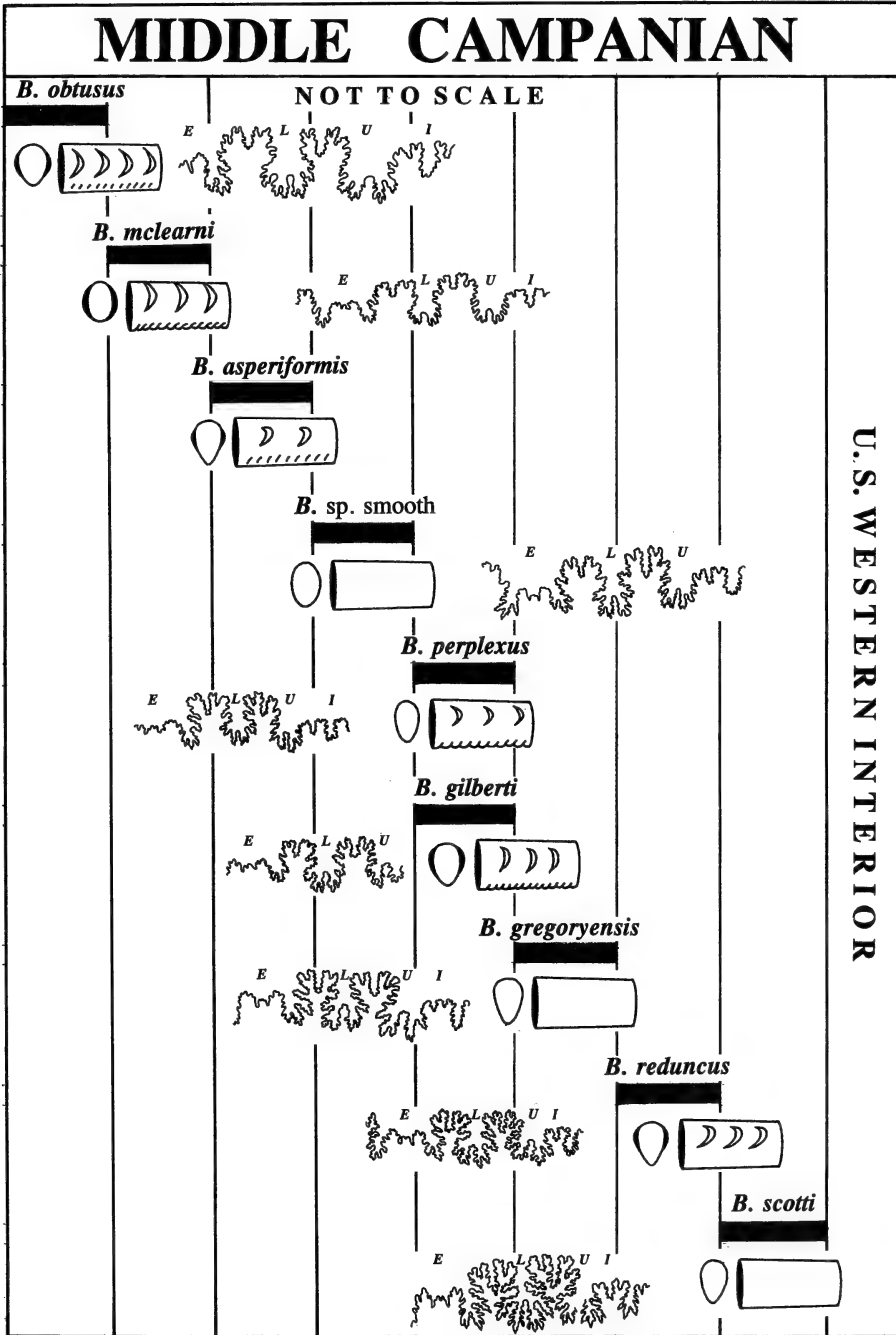 MIDDLE CAMPANIAN
NOT TO SCALE
B. obtusus
E L U I
B. mclearni
E L U I
B. asperiformis
B. sp. smooth
E L U
B. perplexus
E L U I
B. gilberti
E L U
B. gregoryensis
E L U I
B. reduncus
E L U I
B. scotti
E L U I
U.S. WESTERN INTERIOR